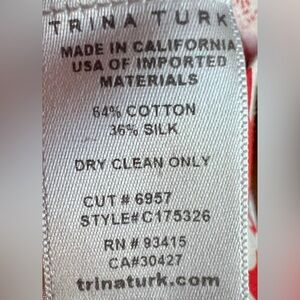 TRINA TURK
MADE IN CALIFORNIA
USA OF IMPORTED
MATERIALS
64% COTTON
36% SILK
DRY CLEAN ONLY
CUT # 6957
STYLE#C175326
RN # 93415
CA#30427
trinaturk.com